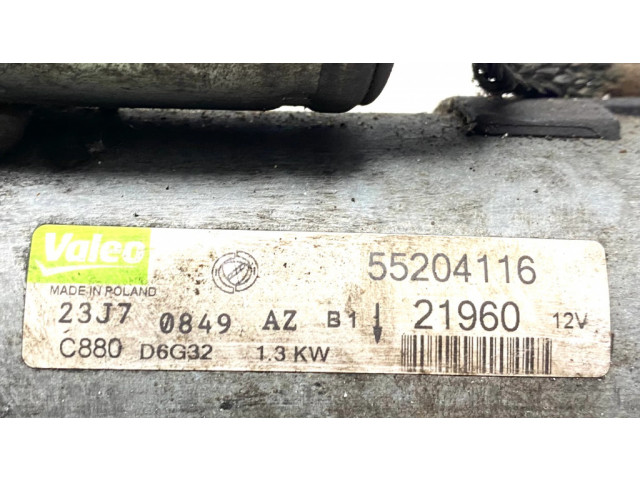 Valeo
55204116
MADE IN POLAND
23J7 0849 AZ B1 21960 12V
C880 D6G32 1.3 KW